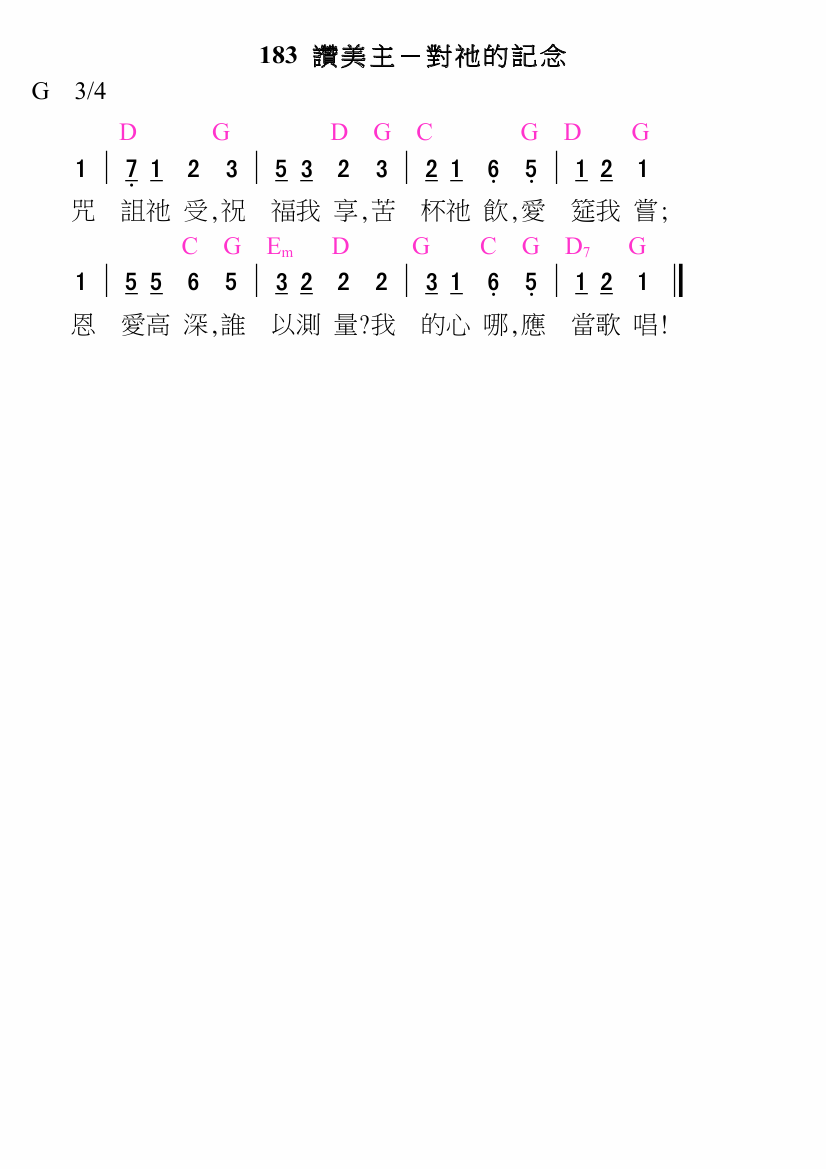 183 讚美主－對祂的記念
G 3/4
D G D G C G D G
1 | 7 1 2 3 | 5 3 2 3 | 2 1 6 5 | 1 2 1
咒 詛祂 受,祝 福我 享,苦 杯祂 飲,愛 筵我 嘗;
C G Em D G C G D7 G
1 | 5 5 6 5 | 3 2 2 2 | 3 1 6 5 | 1 2 1 ‖
恩 愛高 深,誰 以測 量?我 的心 哪,應 當歌 唱!